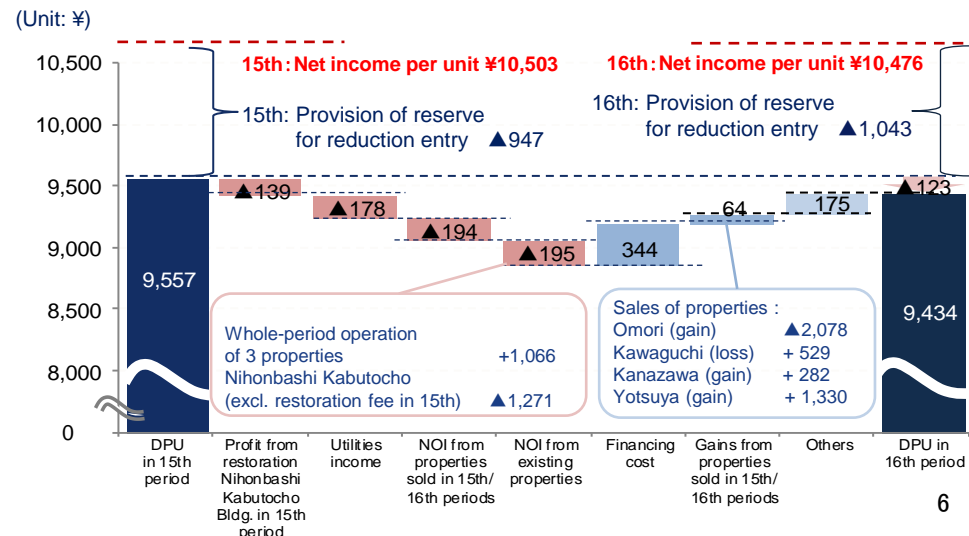 (Unit: ¥)
10,500
10,000
9,500
9,000
8,500
8,000
0
15th：Net income per unit ¥10,503
16th：Net income per unit ¥10,476
15th: Provision of reserve
for reduction entry ▲947
16th: Provision of reserve
for reduction entry ▲1,043
9,557
▲139
▲178
▲194
▲195
344
64
175
▲123
9,434
Whole-period operation
of 3 properties +1,066
Nihonbashi Kabutocho
(excl. restoration fee in 15th) ▲1,271
Sales of properties :
Omori (gain) ▲2,078
Kawaguchi (loss) + 529
Kanazawa (gain) + 282
Yotsuya (gain) + 1,330
DPU
in 15th
period
Profit from
restoration
Nihonbashi
Kabutocho
Bldg. in 15th
period
Utilities
income
NOI from
properties
sold in 15th/
16th periods
NOI from
existing
properties
Financing
cost
Gains from
properties
sold in 15th/
16th periods
Others
DPU in
16th period
6